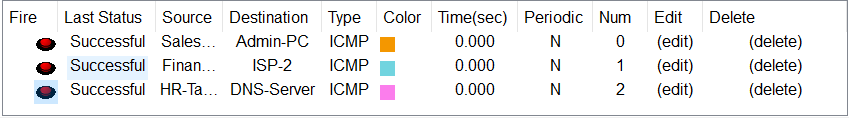 Fire Last Status Source Destination Type Color Time(sec) Periodic Num Edit Delete
Successful Sales... Admin-PC ICMP 0.000 N 0 (edit) (delete)
Successful Finan... ISP-2 ICMP 0.000 N 1 (edit) (delete)
Successful HR-Ta... DNS-Server ICMP 0.000 N 2 (edit) (delete)